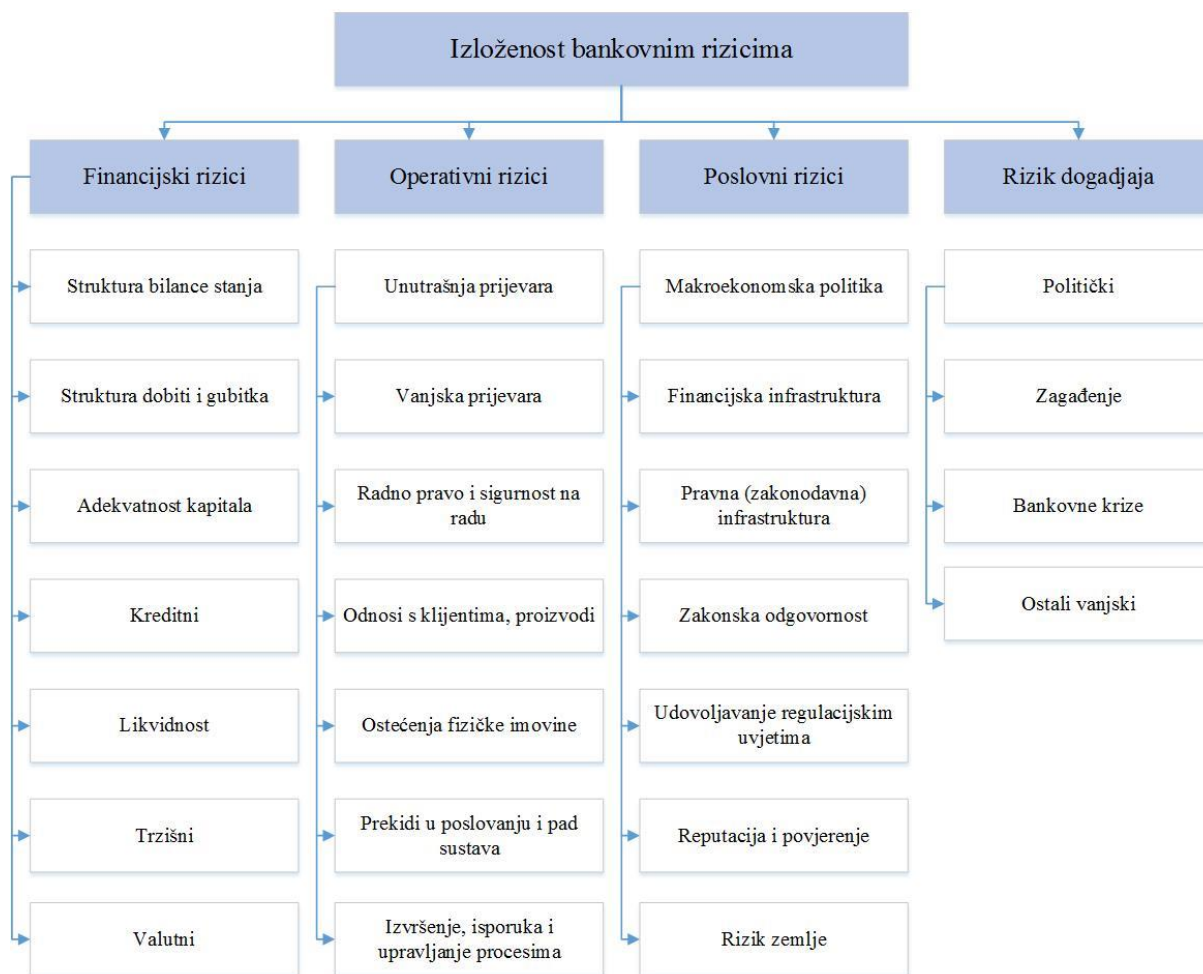 Izloženost bankovnim rizicima
Financijski rizici
Operativni rizici
Poslovni rizici
Rizik dogadjaja
Struktura bilance stanja
Unutrašnja prijevara
Makroekonomska politika
Politički
Struktura dobiti i gubitka
Vanjska prijevara
Financijska infrastruktura
Zagađenje
Adekvatnost kapitala
Radno pravo i sigurnost na
radu
Pravna (zakonodavna)
infrastruktura
Bankovne krize
Kreditni
Odnosi s klijentima, proizvodi
Zakonska odgovornost
Ostali vanjski
Likvidnost
Ostećenja fizičke imovine
Udovoljavanje regulacijskim
uvjetima
Trzišni
Prekidi u poslovanju i pad
sustava
Reputacija i povjerenje
Valutni
Izvršenje, isporuka i
upravljanje procesima
Rizik zemlje